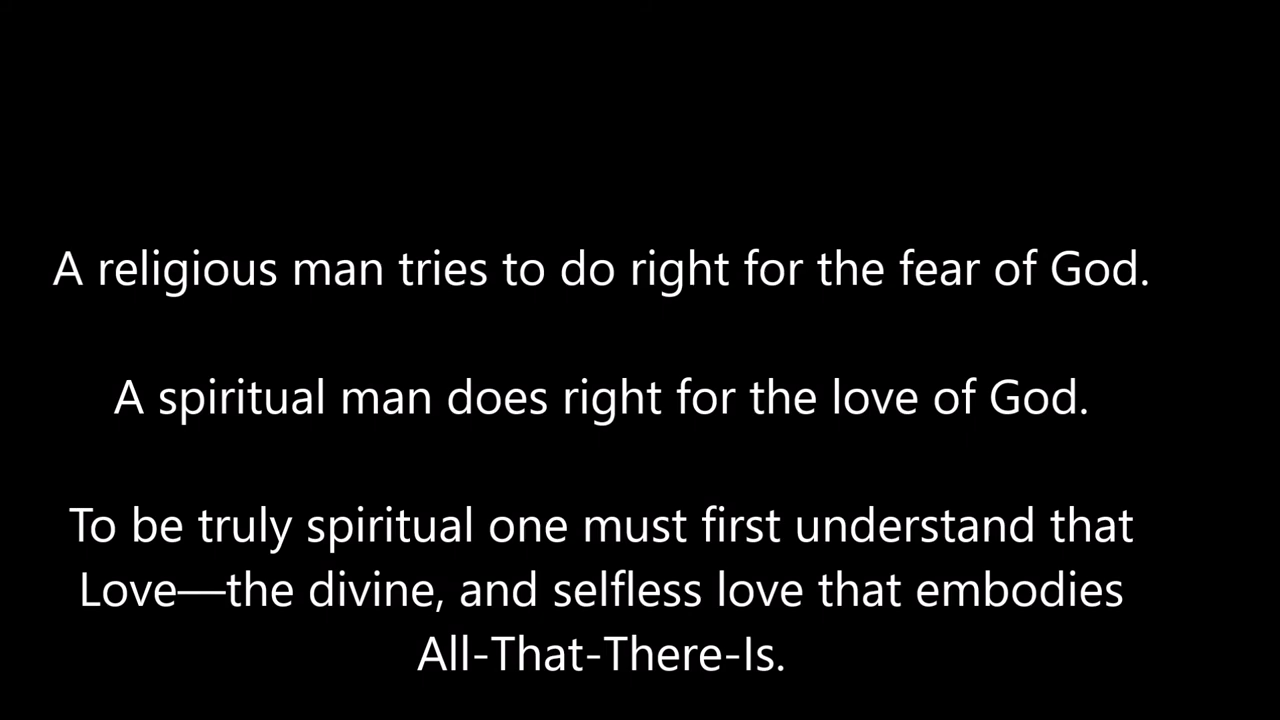 A religious man tries to do right for the fear of God.
A spiritual man does right for the love of God.
To be truly spiritual one must first understand that
Love—the divine, and selfless love that embodies
All-That-There-Is.